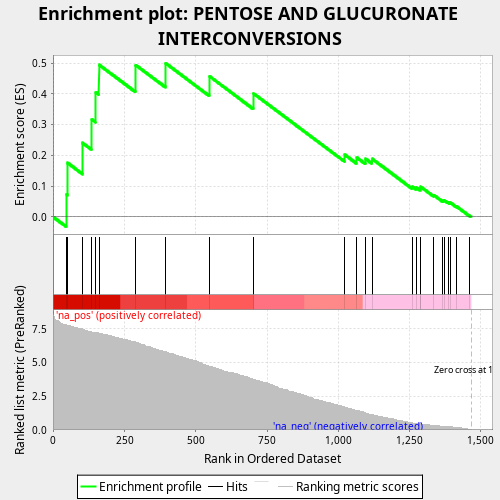 Enrichment plot: PENTOSE AND GLUCURONATE
INTERCONVERSIONS
Enrichment score (ES)
0.5
0.4
0.3
0.2
0.1
0.0
'na_pos' (positively correlated)
Ranked list metric (PreRanked)
7.5
5.0
2.5
0.0
Zero cross at 1
'na_neg' (negatively correlated)
0
250
500
750
1,000
1,250
1,500
Rank in Ordered Dataset
Enrichment profile
Hits
Ranking metric scores